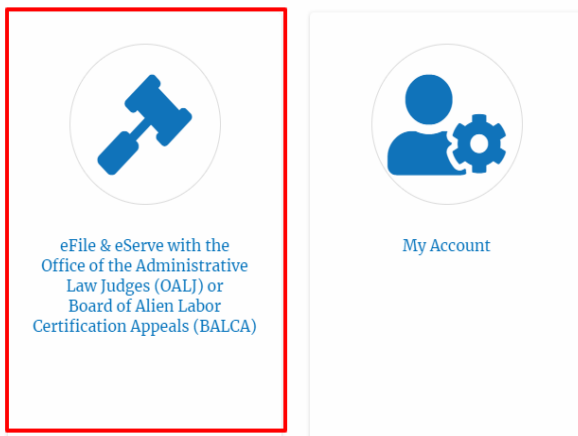 eFile & eServe with the
Office of the Administrative
Law Judges (OALJ) or
Board of Alien Labor
Certification Appeals (BALCA)
My Account